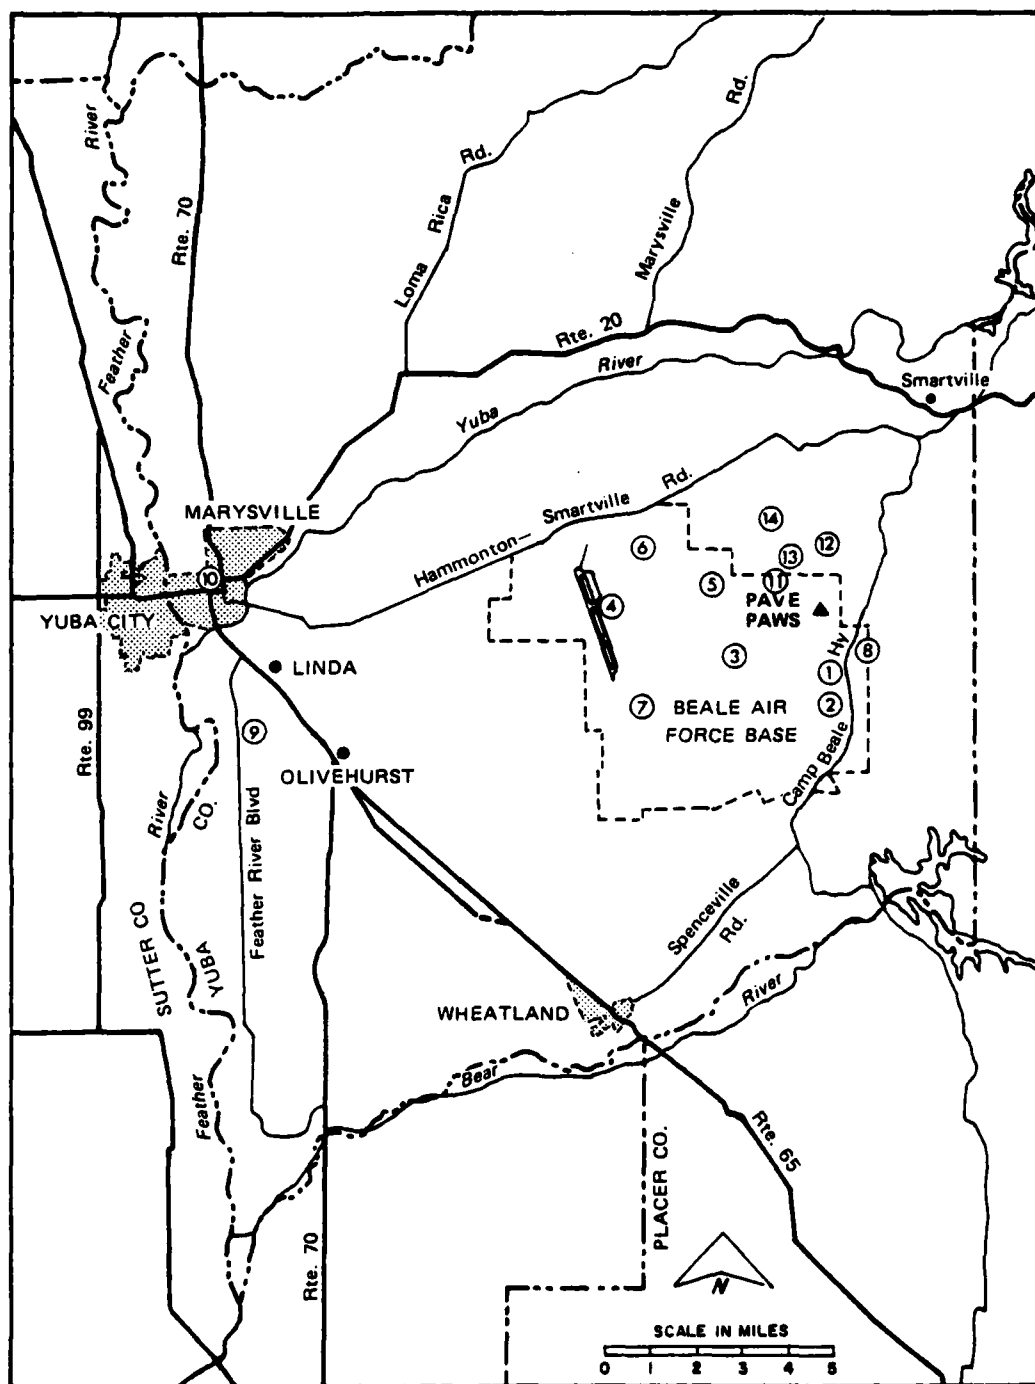 River
Rte. 70
Feather
Loma Rica Rd.
Marysville Rd.
Rte. 20
River
Yuba
Smartville
MARYSVILLE
Hammonton— Smartville Rd.
14
12
6
13
10
5
11
4
PAVE
PAWS
YUBA CITY
3
8
1
Hy
LINDA
7
BEALE AIR
FORCE BASE
2
Camp Beale
9
Rte. 99
OLIVEHURST
River
CO.
Feather River Blvd
Spenceville Rd.
SUTTER CO
YUBA
WHEATLAND
River
Bear
Feather
Rte. 65
PLACER CO.
Rte. 70
N
SCALE IN MILES
0 1 2 3 4 5